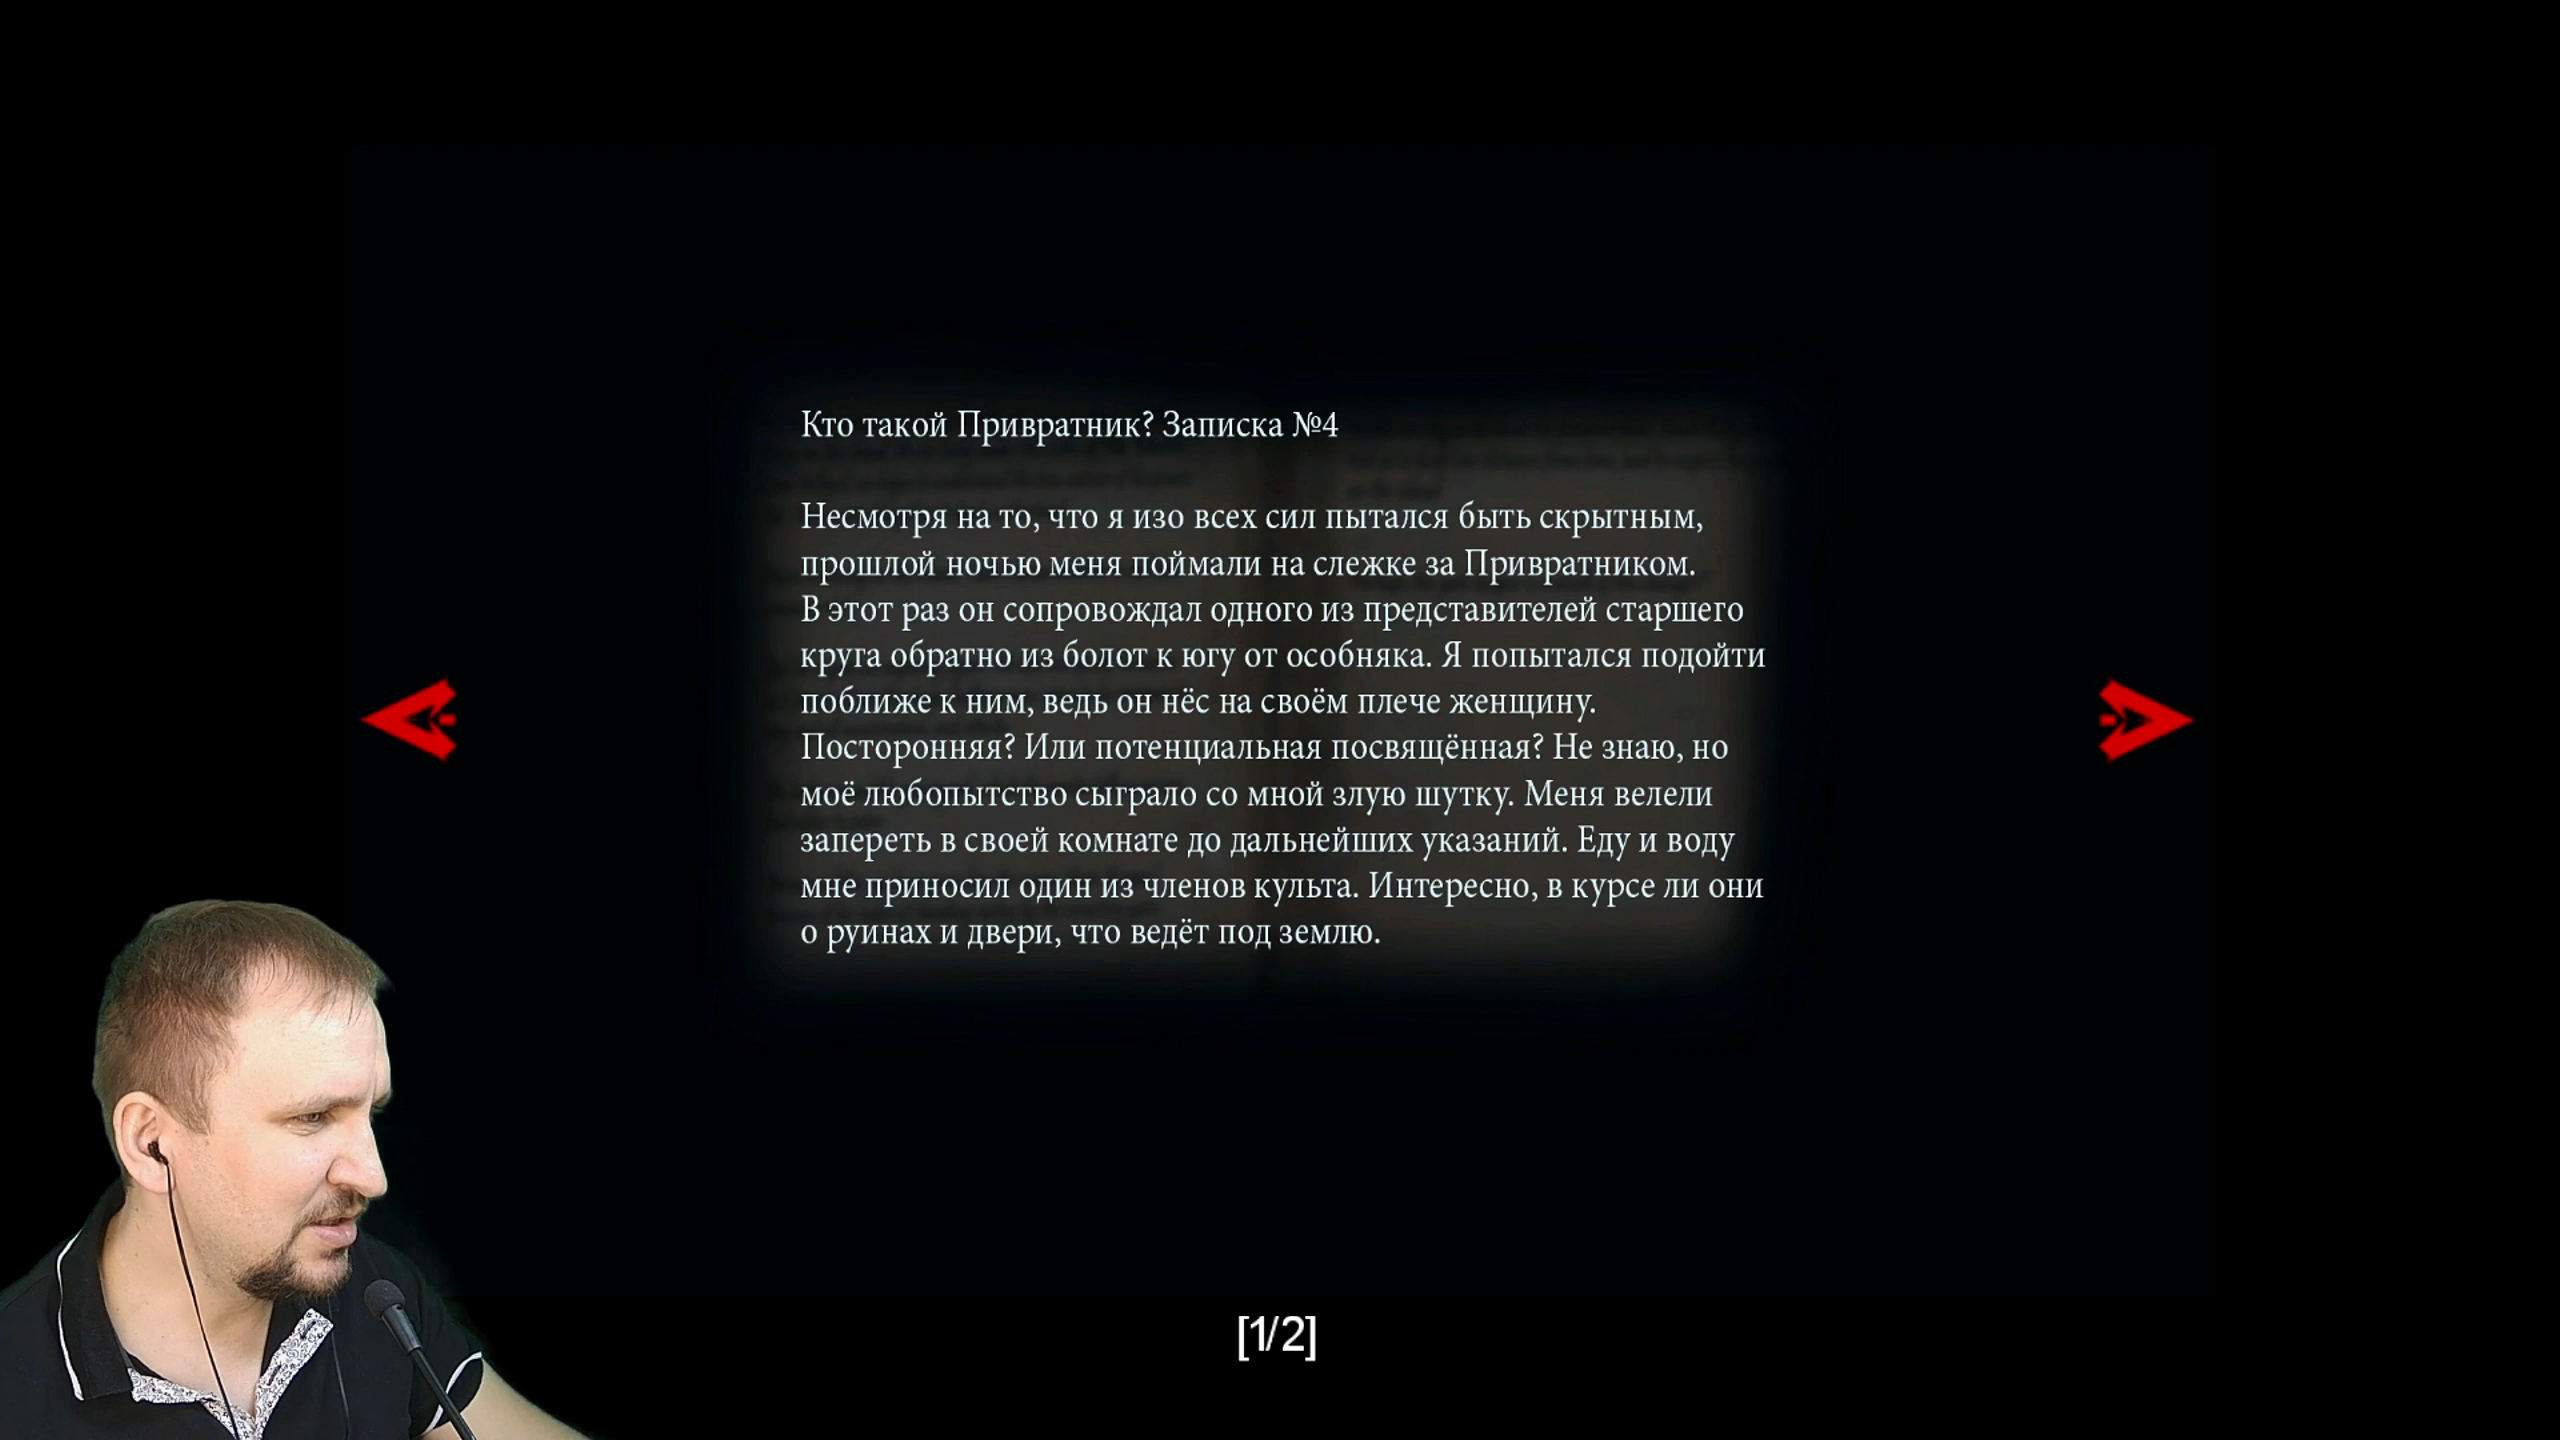 Кто такой Привратник? Записка №4
Несмотря на то, что я изо всех сил пытался быть скрытным,
прошлой ночью меня поймали на слежке за Привратником.
В этот раз он сопровождал одного из представителей старшего
круга обратно из болот к югу от особняка. Я попытался подойти
поближе к ним, ведь он нёс на своём плече женщину.
Посторонняя? Или потенциальная посвящённая? Не знаю, но
моё любопытство сыграло со мной злую шутку. Меня велели
запереть в своей комнате до дальнейших указаний. Еду и воду
мне приносил один из членов культа. Интересно, в курсе ли они
о руинах и двери, что ведёт под землю.
[1/2]